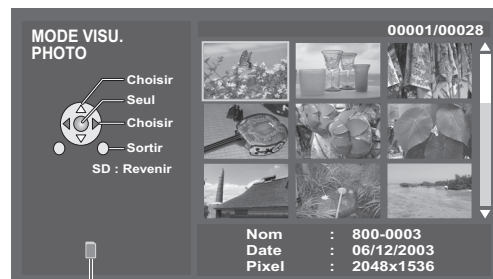 MODE VISU.
PHOTO
Choisir
Seul
Choisir
Sortir
SD : Revenir
00001/00028
Nom : 800-0003
Date : 06/12/2003
Pixel : 2048x1536